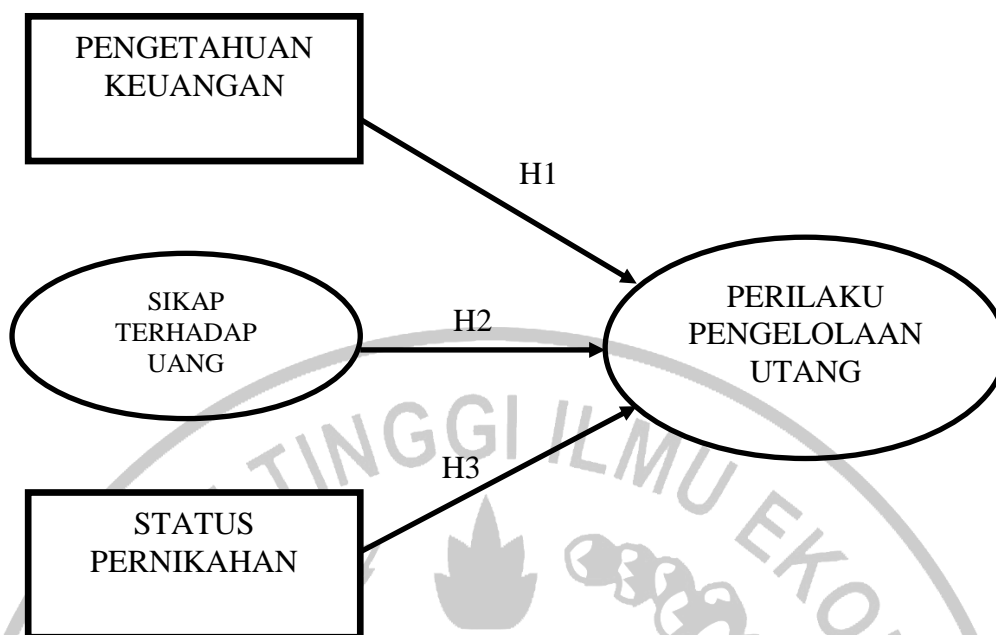 PENGETAHUAN
KEUANGAN
H1
SIKAP
TERHADAP
UANG
H2
PERILAKU
PENGELOLAAN
UTANG
H3
STATUS
PERNIKAHAN
TINGGI ILMU EKO